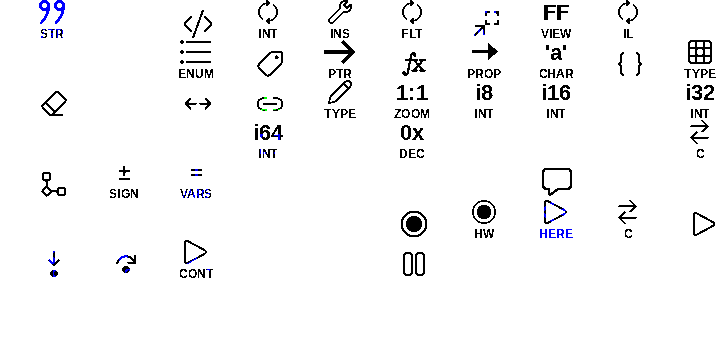 STR
INT
INS
FLT
FF
VIEW
IL
ENUM
PTR
fx
PROP
'a'
CHAR
{ }
TYPE
TYPE
1:1
ZOOM
i8
INT
i16
INT
i32
INT
i64
INT
0x
DEC
C
±
SIGN
=
VARS
HW
HERE
C
CONT